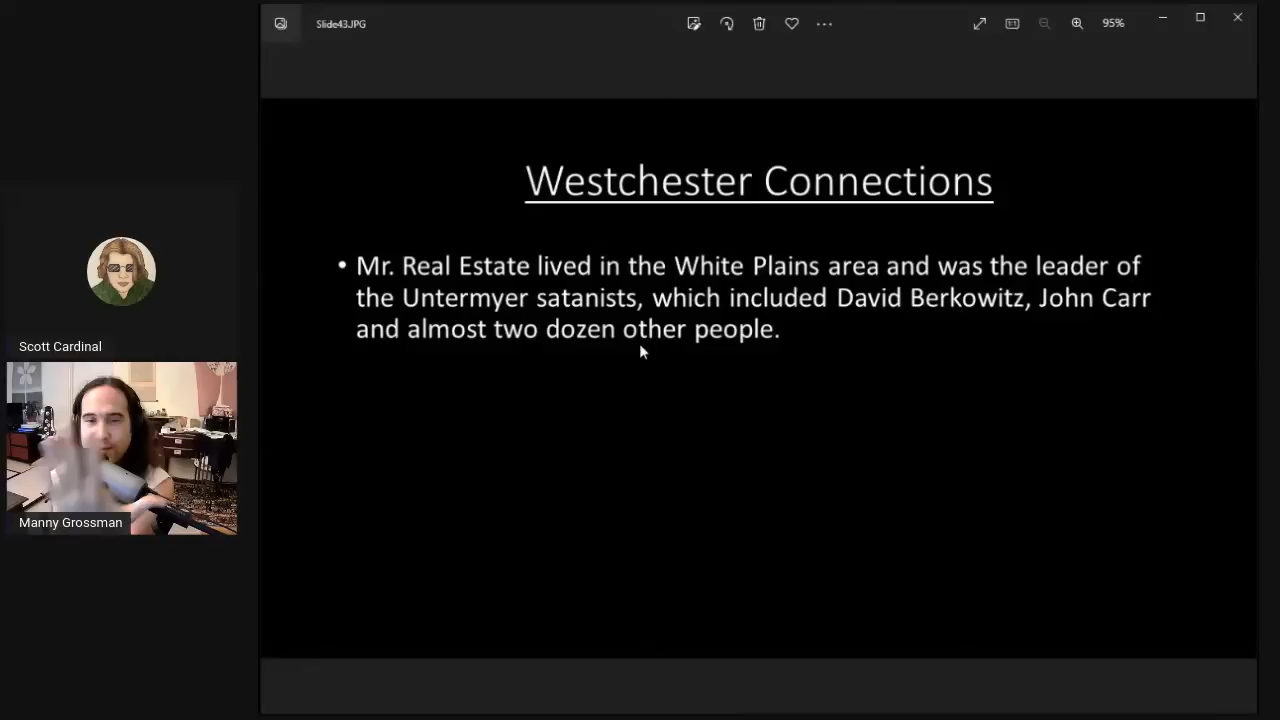 Slide43.JPG
95%
Westchester Connections
• Mr. Real Estate lived in the White Plains area and was the leader of
the Untermyer satanists, which included David Berkowitz, John Carr
and almost two dozen other people.
Scott Cardinal
Manny Grossman